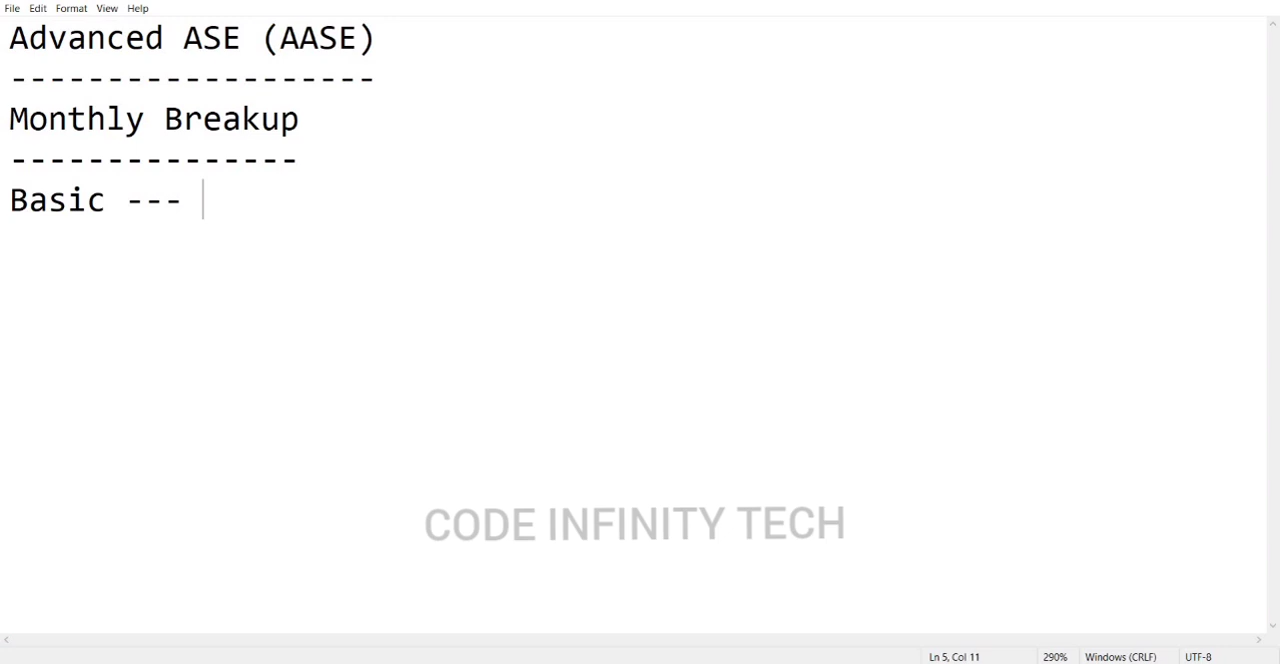 File Edit Format View Help
Advanced ASE (AASE)
-------------------
Monthly Breakup
---------------
Basic ---
CODE INFINITY TECH
Ln 5, Col 11 290% Windows (CRLF) UTF-8